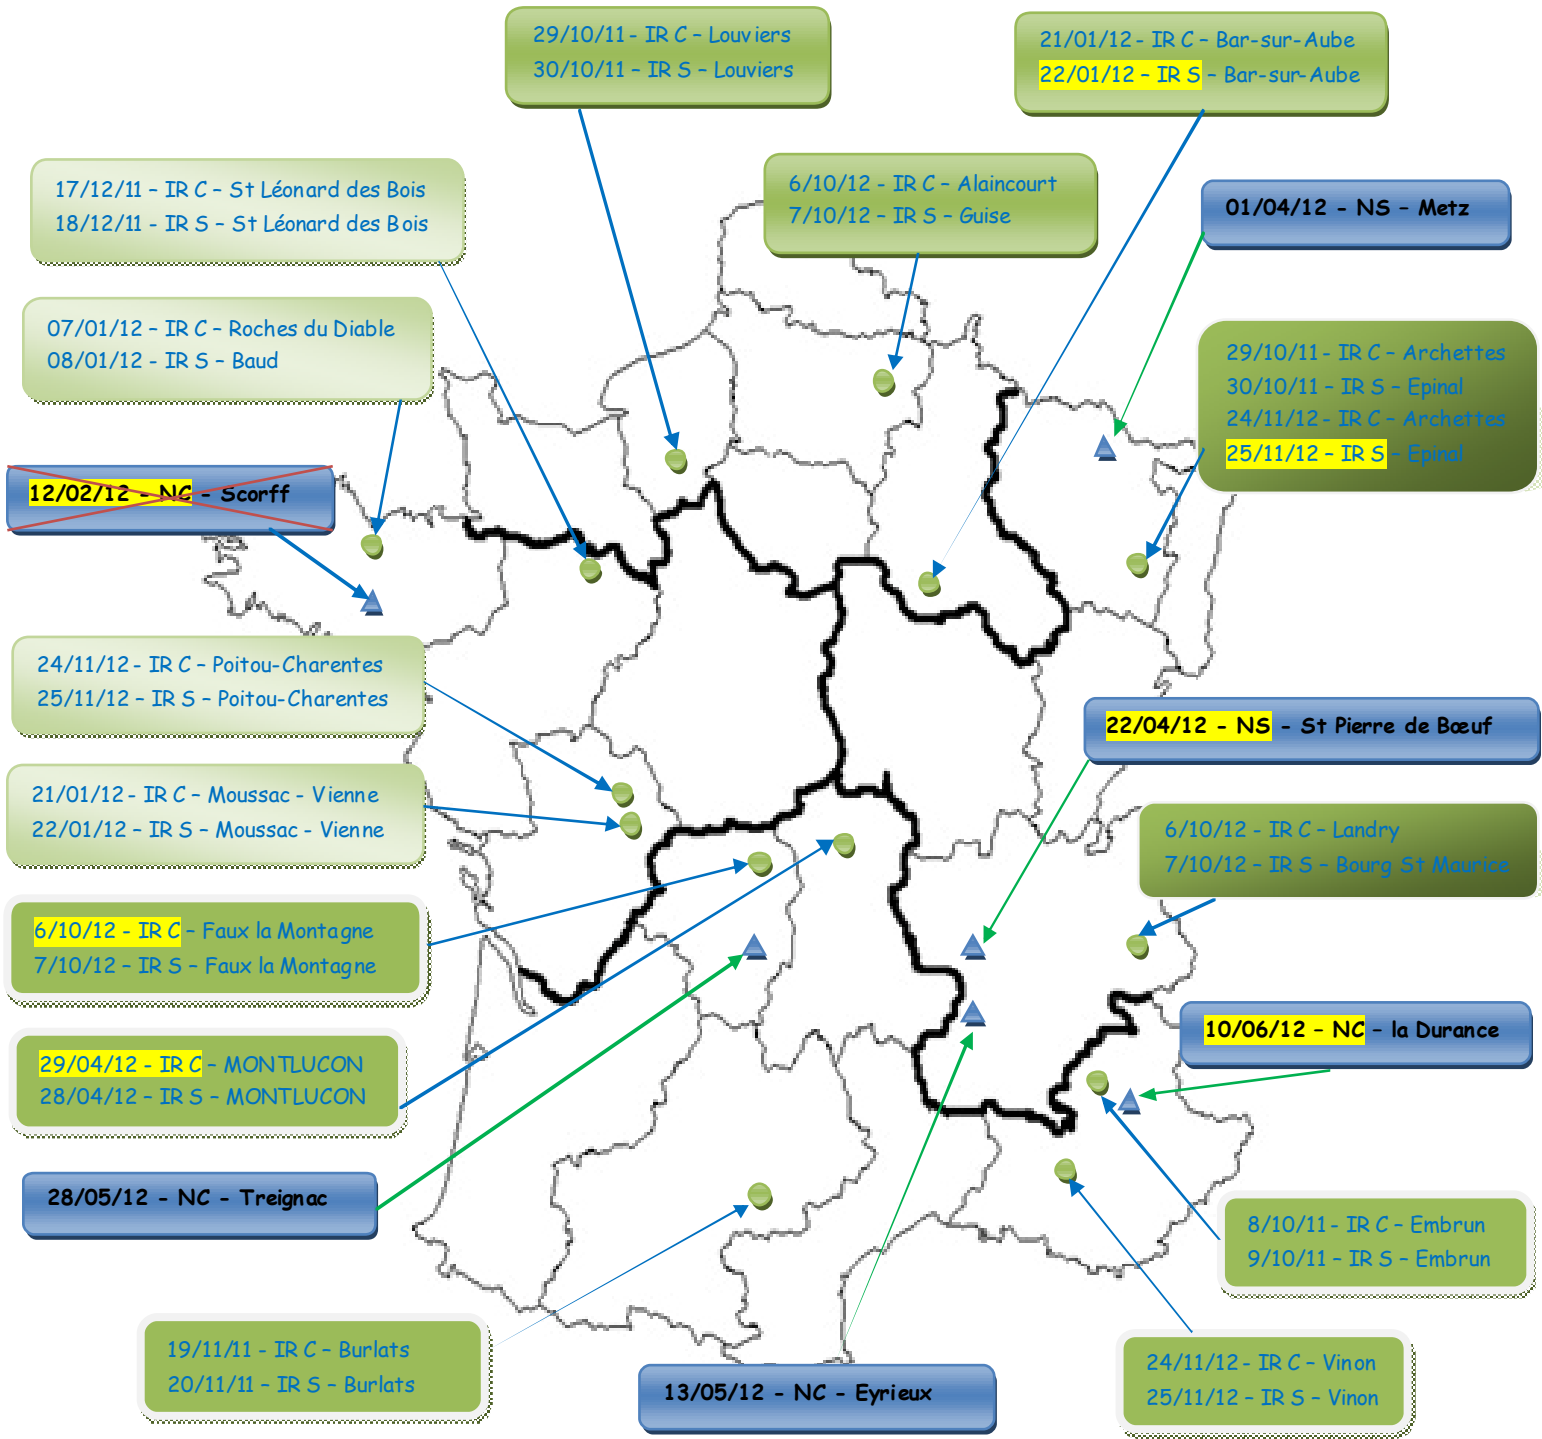 29/10/11 - IR C – Louviers
30/10/11 – IR S – Louviers
21/01/12 - IR C – Bar-sur-Aube
22/01/12 – IR S – Bar-sur-Aube
17/12/11 – IR C – St Léonard des Bois
18/12/11 - IR S – St Léonard des Bois
6/10/12 - IR C – Alaincourt
7/10/12 – IR S – Guise
01/04/12 - NS – Metz
07/01/12 – IR C – Roches du Diable
08/01/12 - IR S – Baud
29/10/11 - IR C – Archettes
30/10/11 – IR S – Epinal
24/11/12 - IR C – Archettes
25/11/12 – IR S – Epinal
12/02/12 - NC – Scorff
24/11/12 - IR C – Poitou-Charentes
25/11/12 – IR S – Poitou-Charentes
22/04/12 - NS – St Pierre de Bœuf
21/01/12 - IR C – Moussac - Vienne
22/01/12 – IR S – Moussac - Vienne
6/10/12 - IR C – Landry
7/10/12 – IR S – Bourg St Maurice
6/10/12 - IR C – Faux la Montagne
7/10/12 – IR S – Faux la Montagne
10/06/12 – NC – la Durance
29/04/12 - IR C – MONTLUCON
28/04/12 – IR S – MONTLUCON
28/05/12 – NC – Treignac
8/10/11 - IR C – Embrun
9/10/11 – IR S – Embrun
19/11/11 - IR C – Burlats
20/11/11 – IR S – Burlats
13/05/12 - NC – Eyrieux
24/11/12 - IR C – Vinon
25/11/12 – IR S – Vinon